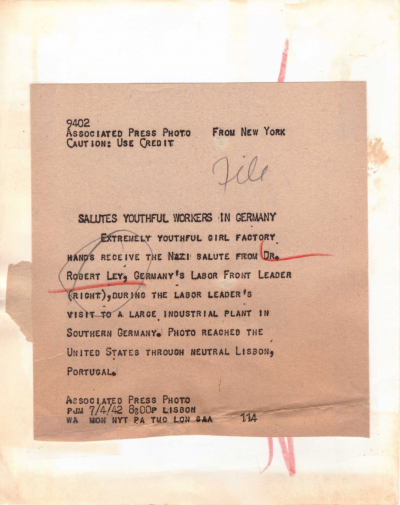 9402
Associated Press Photo From New York
Caution: Use Credit
File
SALUTES YOUTHFUL WORKERS IN GERMANY
Extremely youthful girl factory
hands receive the Nazi salute from Dr.
Robert Ley, Germany's Labor Front Leader
(right), during the labor leader's
visit to a large industrial plant in
Southern Germany. Photo reached the
United States through neutral Lisbon,
Portugal.
Associated Press Photo
PJM 7/4/42 8:00P LISBON
WA MON NYT PA TWO LON SAA 114